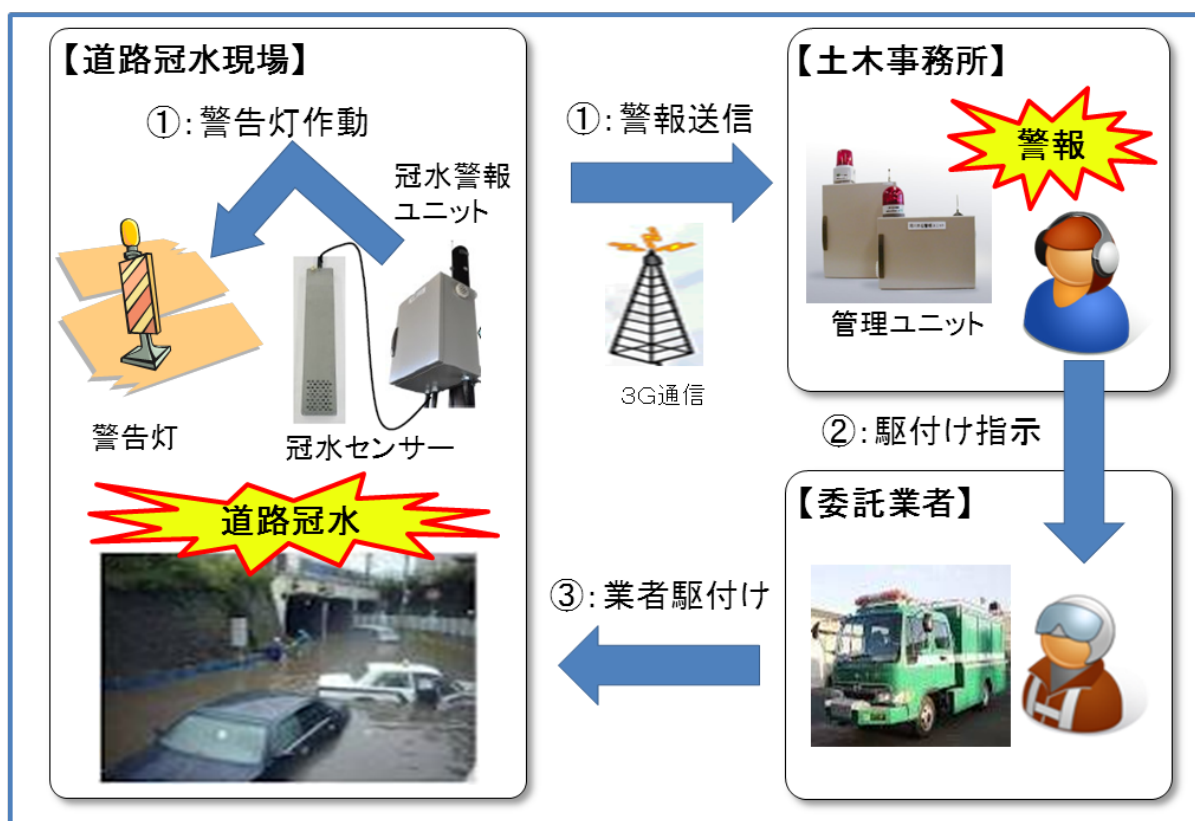 【道路冠水現場】
①:警告灯作動
冠水警報
ユニット
警告灯
冠水センサー
道路冠水
①:警報送信
3G通信
【土木事務所】
警報
管理ユニット
②:駆付け指示
【委託業者】
③:業者駆付け